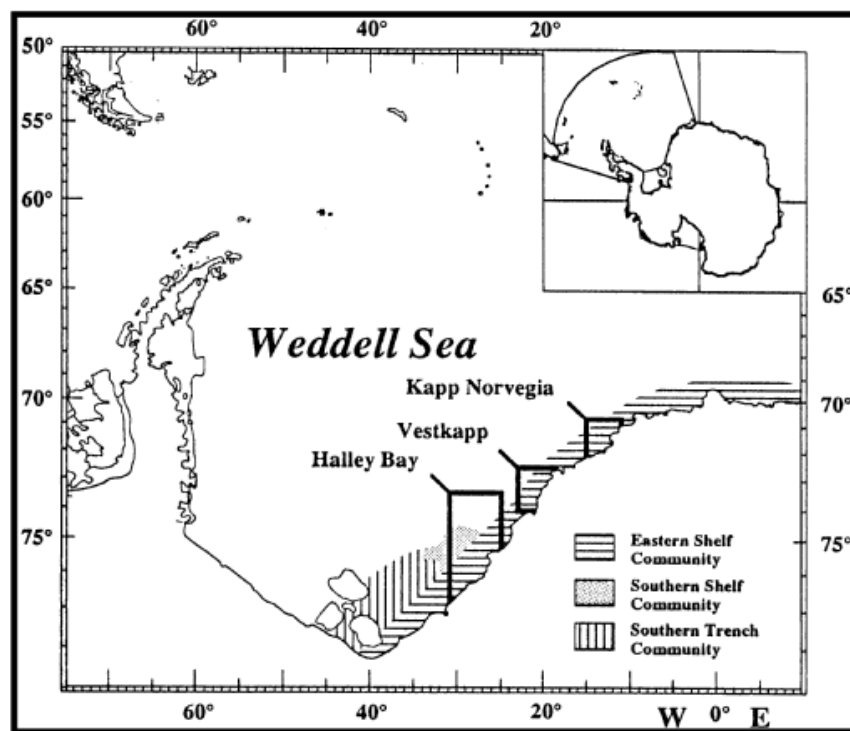 60° 40° 20°
50°
55°
60°
65° 65°
Weddell Sea
Kapp Norvegia
70° 70°
Vestkapp
Halley Bay
75° 75°
Eastern Shelf
Community
Southern Shelf
Community
Southern Trench
Community
60° 40° 20° W 0° E